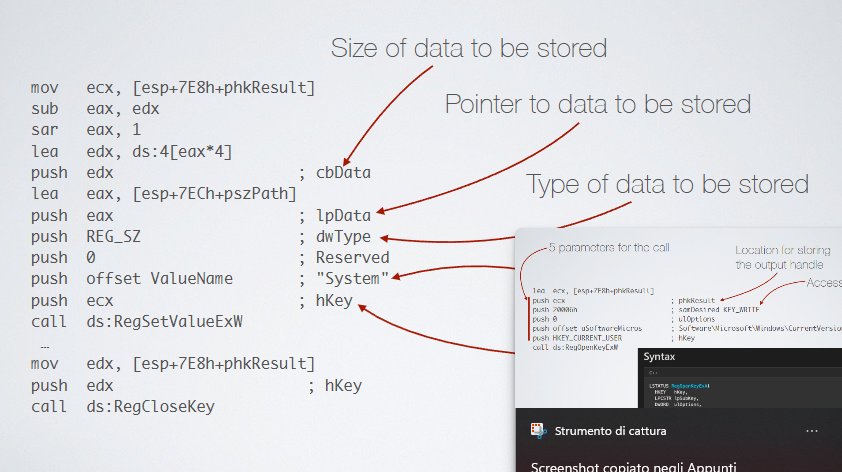 Size of data to be stored
Pointer to data to be stored
Type of data to be stored
mov ecx, [esp+7E8h+phkResult]
sub eax, edx
sar eax, 1
lea edx, ds:4[eax*4]
push edx ; cbData
lea eax, [esp+7ECh+pszPath]
push eax ; lpData
push REG_SZ ; dwType
push 0 ; Reserved
push offset ValueName ; "System"
push ecx ; hKey
call ds:RegSetValueExW
…
mov edx, [esp+7E8h+phkResult]
push edx ; hKey
call ds:RegCloseKey
5 parameters for the call
Location for storing
the output handle
Access
lea ecx, [esp+7E8h+phkResult]
push ecx ; phkResult
push 20006h ; samDesired KEY_WRITE
push 0 ; ulOptions
push offset aSoftwareMicros ; Software\Microsoft\Windows\CurrentVersion
push HKEY_CURRENT_USER ; hKey
call ds:RegOpenKeyExW
Syntax
C++
LSTATUS RegOpenKeyExW(
HKEY hKey,
LPCSTR lpSubKey,
DWORD ulOptions,
Strumento di cattura
Screenshot copiato negli Appunti